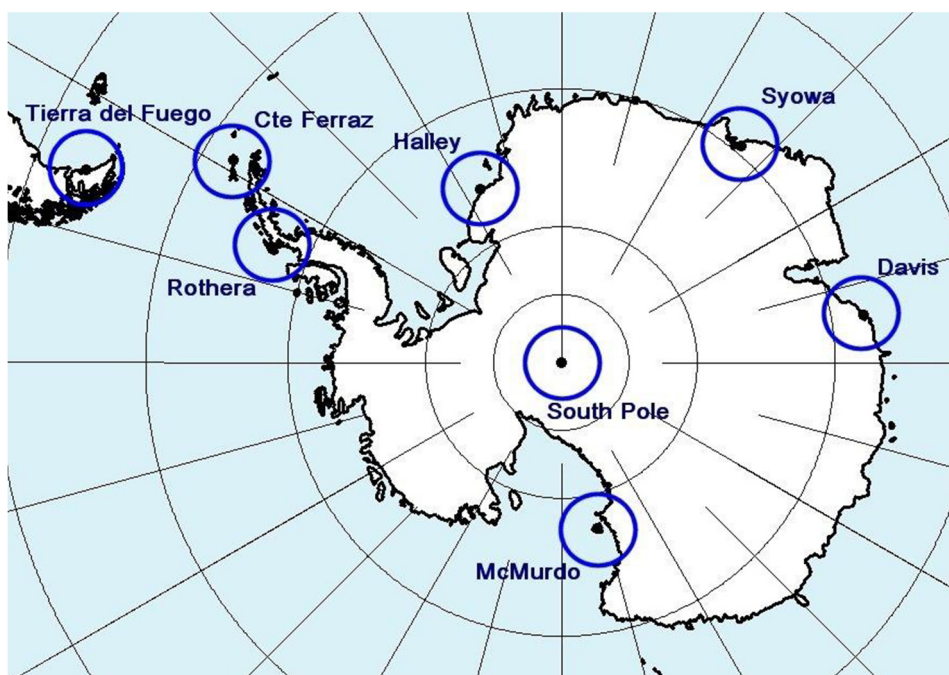 Syowa
Tierra del Fuego
Cte Ferraz
Halley
Davis
Rothera
South Pole
McMurdo